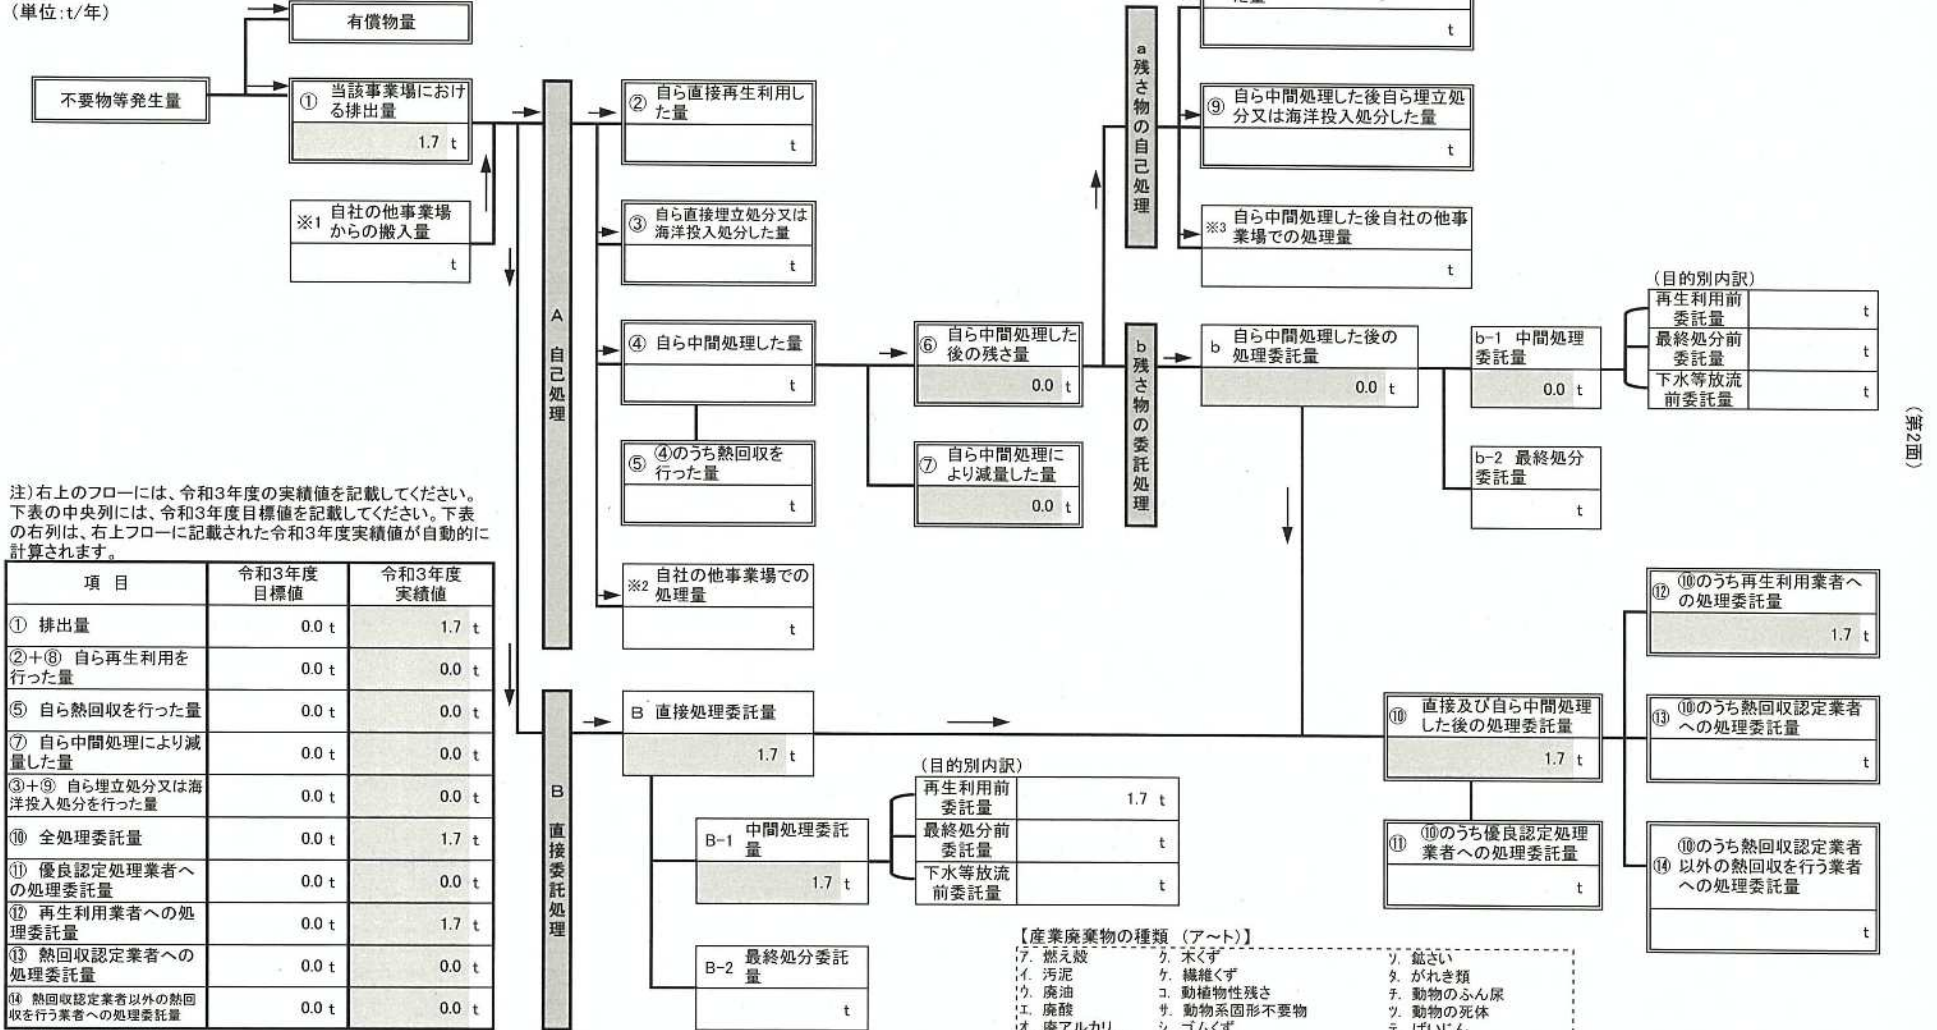 (単位:t/年)
有償物量
不要物等発生量
① 当該事業場におけ
る排出量
1.7 t
※1 自社の他事業場
からの搬入量
t
A 自己処理
② 自ら直接再生利用し
た量
t
③ 自ら直接埋立処分又は
海洋投入処分した量
t
④ 自ら中間処理した量
t
⑤ ④のうち熱回収を
行った量
t
※2 自社の他事業場での
処理量
t
⑥ 自ら中間処理した
後の残さ量
0.0 t
⑦ 自ら中間処理に
より減量した量
0.0 t
a 残さ物の自己処理
t
⑨ 自ら中間処理した後自ら埋立処
分又は海洋投入処分した量
t
※3 自ら中間処理した後自社の他事
業場での処理量
t
b 残さ物の委託処理
b 自ら中間処理した後の
処理委託量
0.0 t
b-1 中間処理
委託量
0.0 t
b-2 最終処分
委託量
t
(目的別内訳)
再生利用前
委託量 t
最終処分前
委託量 t
下水等放流
前委託量 t
(第2面)
注)右上のフローには、令和3年度の実績値を記載してください。
下表の中央列には、令和3年度目標値を記載してください。下表
の右列は、右上フローに記載された令和3年度実績値が自動的に
計算されます。
項 目 令和3年度 目標値 令和3年度 実績値
① 排出量 0.0 t 1.7 t
②+⑧ 自ら再生利用を
行った量 0.0 t 0.0 t
⑤ 自ら熱回収を行った量 0.0 t 0.0 t
⑦ 自ら中間処理により減
量した量 0.0 t 0.0 t
③+⑨ 自ら埋立処分又は海
洋投入処分を行った量 0.0 t 0.0 t
⑩ 全処理委託量 0.0 t 1.7 t
⑪ 優良認定処理業者へ
の処理委託量 0.0 t 0.0 t
⑫ 再生利用業者への処
理委託量 0.0 t 1.7 t
⑬ 熱回収認定業者への
処理委託量 0.0 t 0.0 t
⑭ 熱回収認定業者以外の熱回
収を行う業者への処理委託量 0.0 t 0.0 t
B 直接委託処理
B 直接処理委託量
1.7 t
B-1 中間処理委託
量
1.7 t
B-2 最終処分委託
量
t
(目的別内訳)
再生利用前
委託量 1.7 t
最終処分前
委託量 t
下水等放流
前委託量 t
⑩ 直接及び自ら中間処理
した後の処理委託量
1.7 t
⑪ ⑩のうち優良認定処理
業者への処理委託量
t
⑫ ⑩のうち再生利用業者へ
の処理委託量
1.7 t
⑬ ⑩のうち熱回収認定業者
への処理委託量
t
⑭ ⑩のうち熱回収認定業者
以外の熱回収を行う業者
への処理委託量
t
【産業廃棄物の種類 (ア～ト)】
ア. 燃え殻 ク. 木くず ソ. 鉱さい
イ. 汚泥 ケ. 繊維くず タ. がれき類
ウ. 廃油 コ. 動植物性残さ チ. 動物のふん尿
エ. 廃酸 サ. 動物系固形不要物 ツ. 動物の死体
オ. 廃アルカリ シ. ゴムくず テ. ばいじん